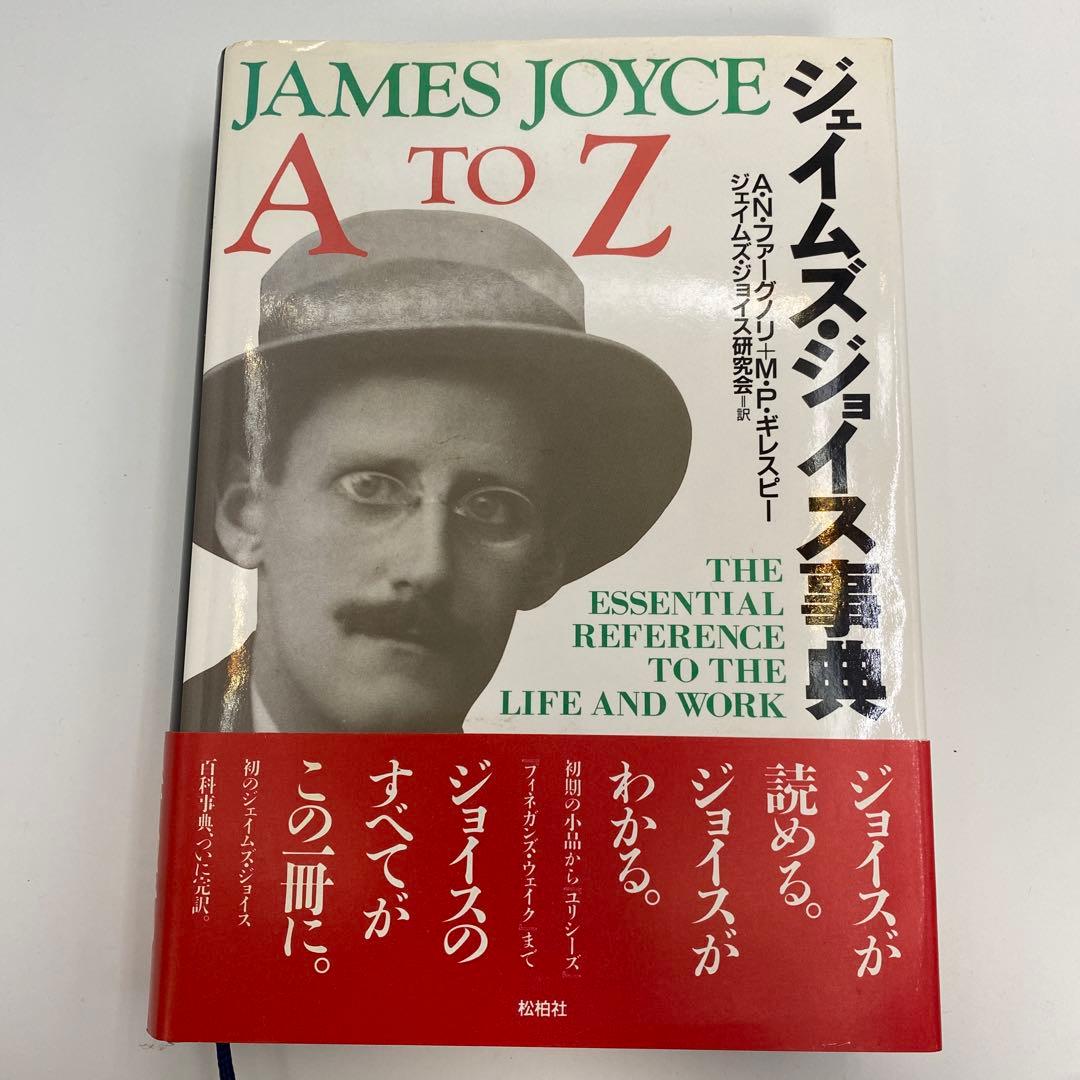 JAMES JOYCE
A TO Z
ジェイムズ・ジョイス事典
A・N・ファーグノリ+M・P・ギレスピー
ジェイムズ・ジョイス研究会=訳
THE
ESSENTIAL
REFERENCE
TO THE
LIFE AND WORK
ジョイスが
読める。
ジョイスが
わかる。
初期の小品から『ユリシーズ』
『フィネガンズ・ウェイク』まで
ジョイスの
すべてが
この一冊に。
初のジェイムズ・ジョイス
百科事典、ついに完訳。
松柏社